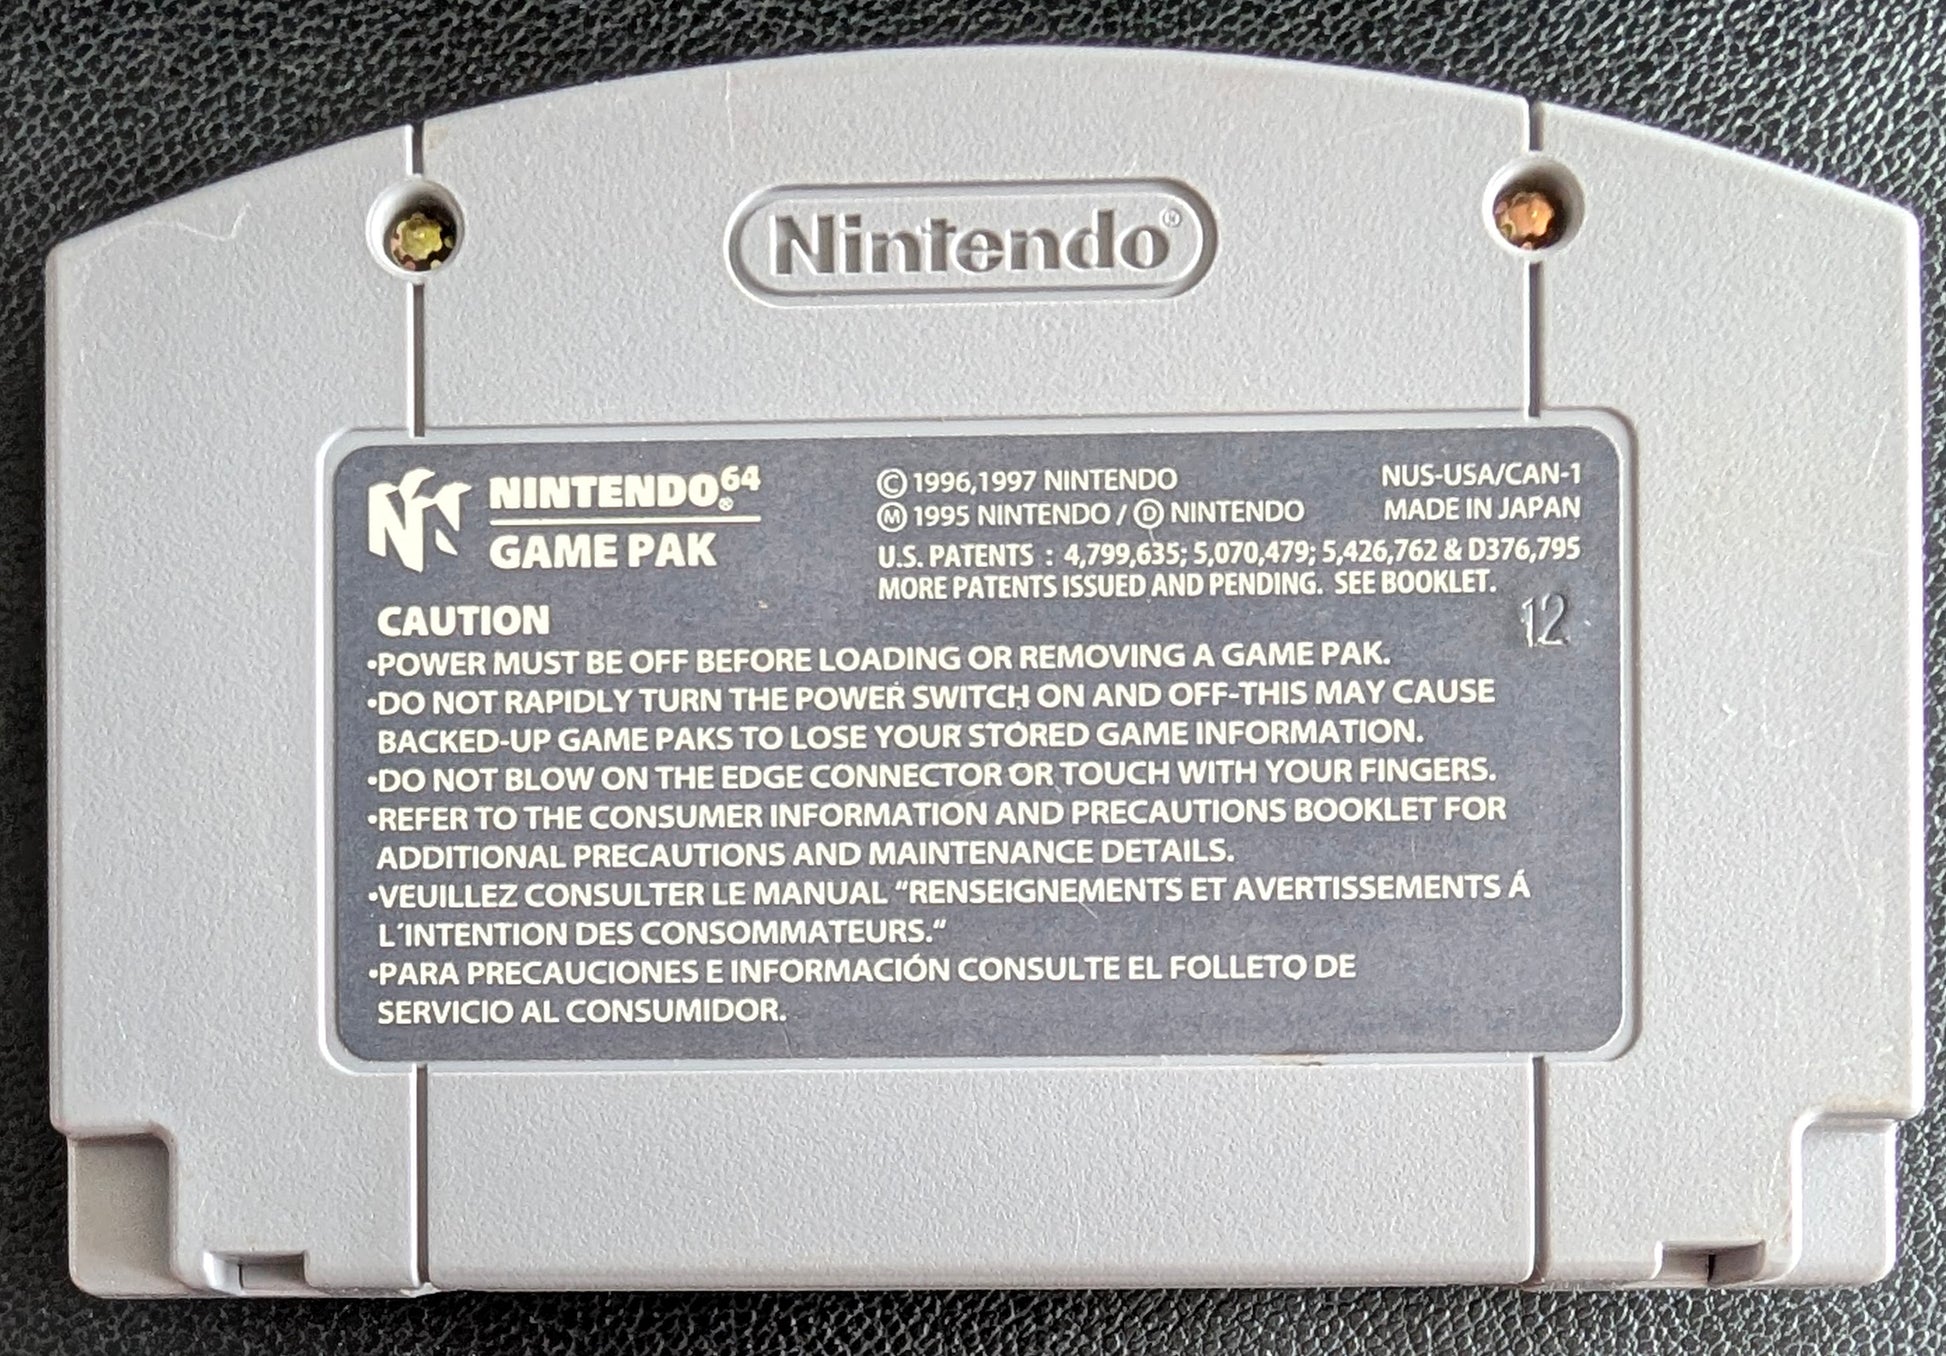 Nintendo®
NINTENDO64®
GAME PAK
© 1996,1997 NINTENDO
Ⓜ 1995 NINTENDO / Ⓓ NINTENDO
NUS-USA/CAN-1
MADE IN JAPAN
U.S. PATENTS : 4,799,635; 5,070,479; 5,426,762 & D376,795
MORE PATENTS ISSUED AND PENDING. SEE BOOKLET.
12
CAUTION
•POWER MUST BE OFF BEFORE LOADING OR REMOVING A GAME PAK.
•DO NOT RAPIDLY TURN THE POWER SWITCH ON AND OFF-THIS MAY CAUSE
BACKED-UP GAME PAKS TO LOSE YOUR STORED GAME INFORMATION.
•DO NOT BLOW ON THE EDGE CONNECTOR OR TOUCH WITH YOUR FINGERS.
•REFER TO THE CONSUMER INFORMATION AND PRECAUTIONS BOOKLET FOR
ADDITIONAL PRECAUTIONS AND MAINTENANCE DETAILS.
•VEUILLEZ CONSULTER LE MANUAL “RENSEIGNEMENTS ET AVERTISSEMENTS Á
L´INTENTION DES CONSOMMATEURS.“
•PARA PRECAUCIONES E INFORMACIÓN CONSULTE EL FOLLETO DE
SERVICIO AL CONSUMIDOR.